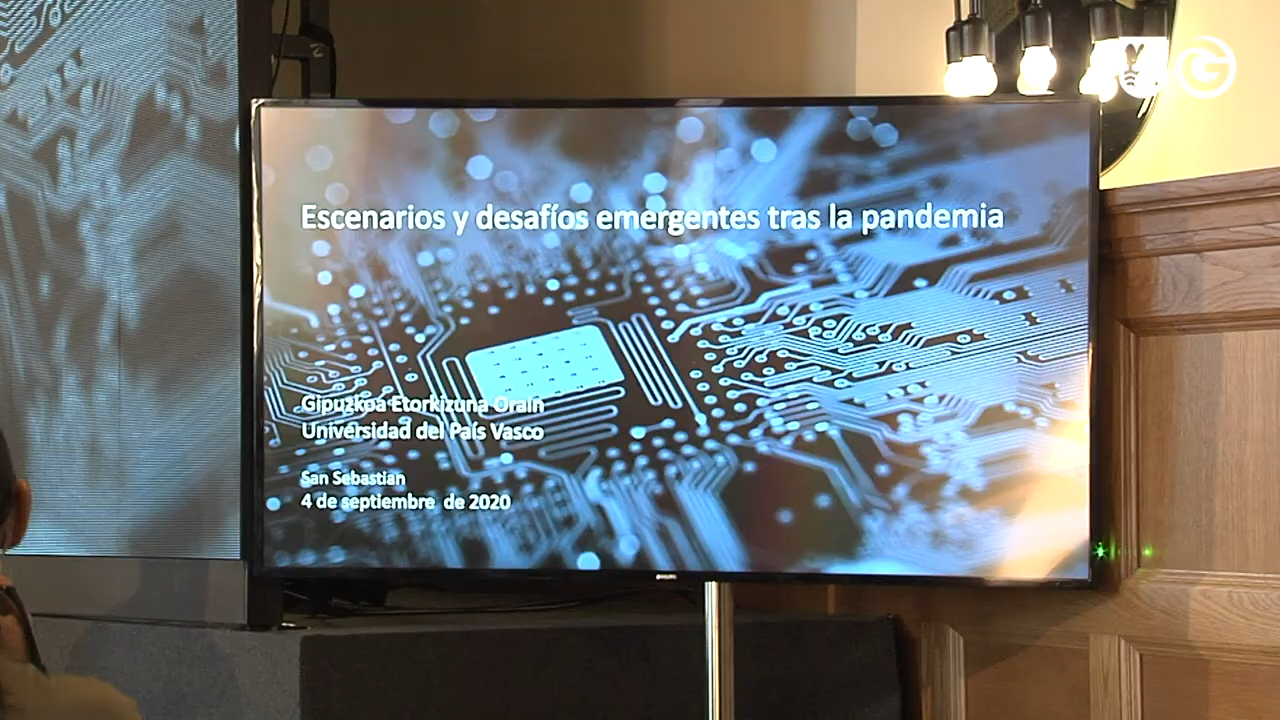 Escenarios y desafíos emergentes tras la pandemia
Gipuzkoa Etorkizuna Orain
Universidad del País Vasco
San Sebastian
4 de septiembre de 2020
PHILIPS
G